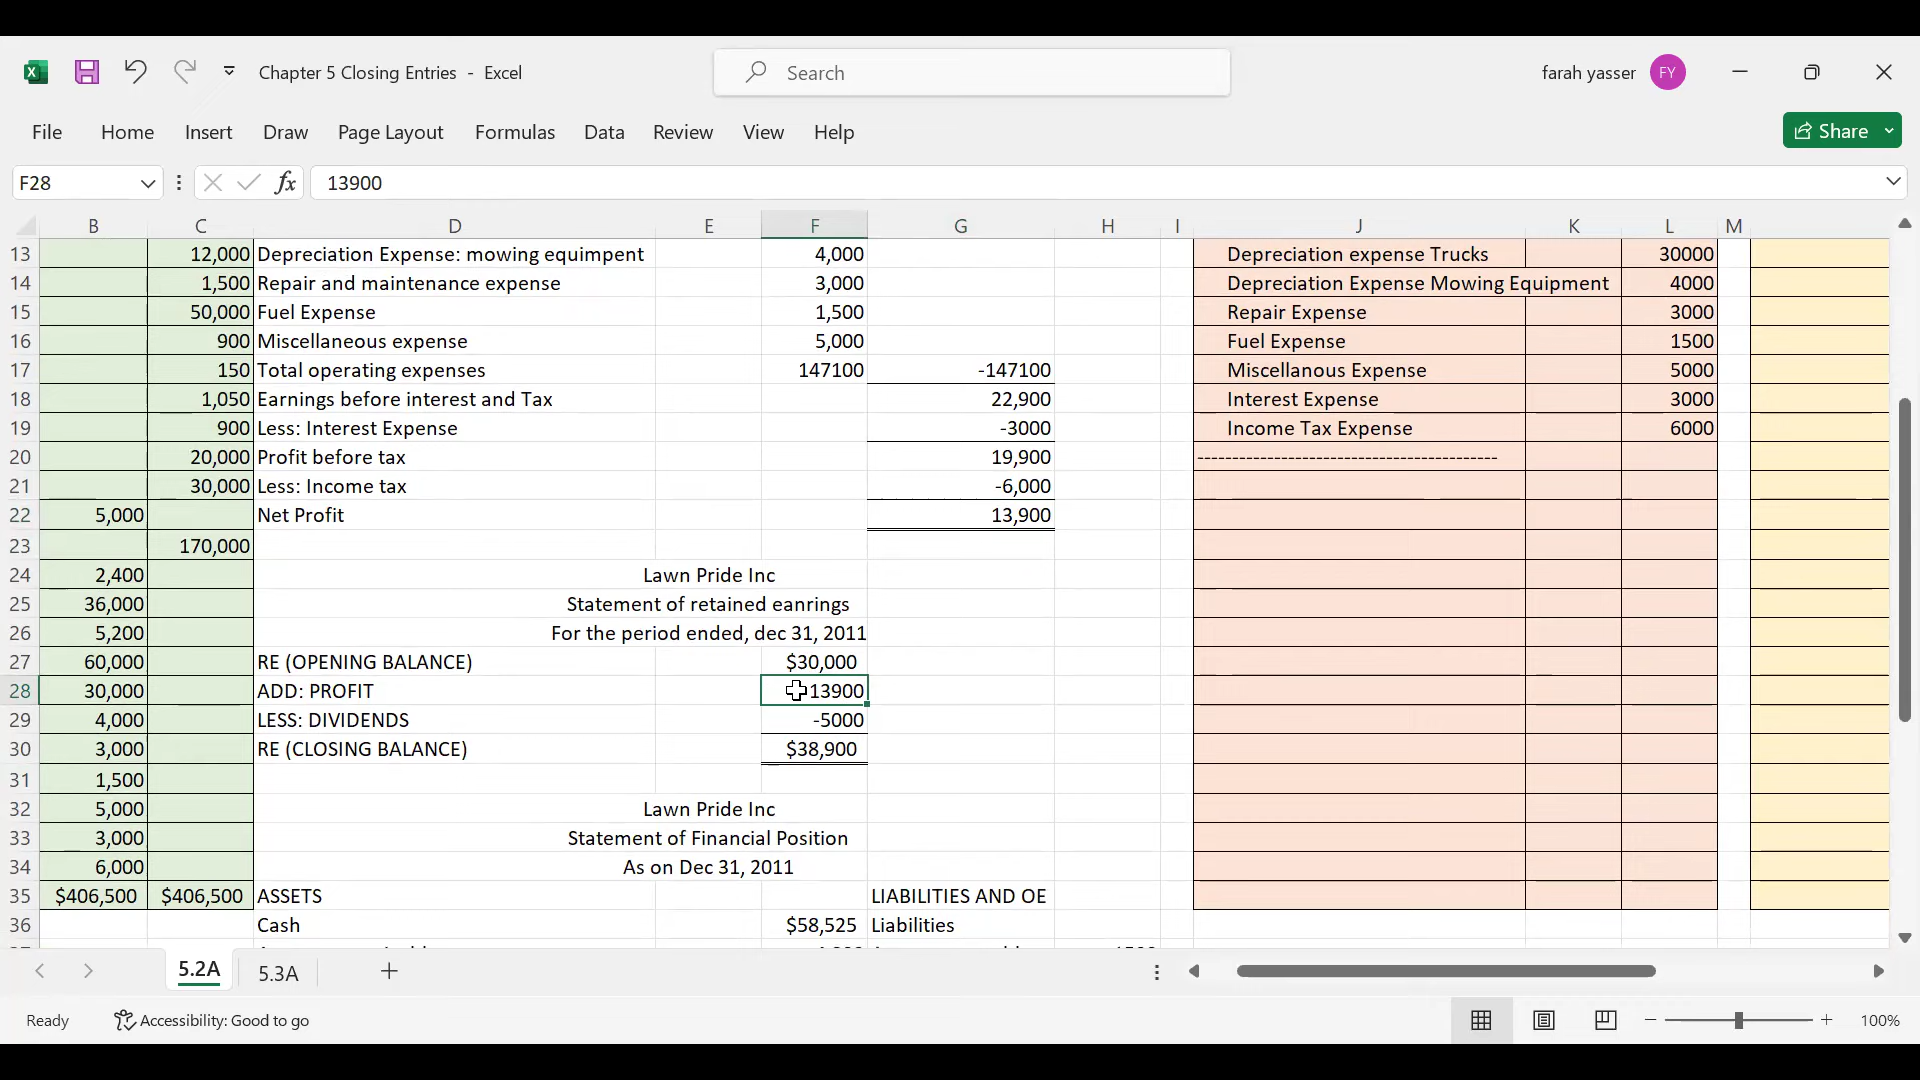 Chapter 5 Closing Entries - Excel
Search
farah yasser FY
File Home Insert Draw Page Layout Formulas Data Review View Help
Share
F28 fx 13900
B C D E F G H I J K L M
13 12,000 Depreciation Expense: mowing equimpent 4,000 Depreciation expense Trucks 30000
14 1,500 Repair and maintenance expense 3,000 Depreciation Expense Mowing Equipment 4000
15 50,000 Fuel Expense 1,500 Repair Expense 3000
16 900 Miscellaneous expense 5,000 Fuel Expense 1500
17 150 Total operating expenses 147100 -147100 Miscellanous Expense 5000
18 1,050 Earnings before interest and Tax 22,900 Interest Expense 3000
19 900 Less: Interest Expense -3000 Income Tax Expense 6000
20 20,000 Profit before tax 19,900 -------------------------------------------
21 30,000 Less: Income tax -6,000
22 5,000 Net Profit 13,900
23 170,000
24 2,400 Lawn Pride Inc
25 36,000 Statement of retained eanrings
26 5,200 For the period ended, dec 31, 2011
27 60,000 RE (OPENING BALANCE) $30,000
28 30,000 ADD: PROFIT 13900
29 4,000 LESS: DIVIDENDS -5000
30 3,000 RE (CLOSING BALANCE) $38,900
31 1,500
32 5,000 Lawn Pride Inc
33 3,000 Statement of Financial Position
34 6,000 As on Dec 31, 2011
35 $406,500 $406,500 ASSETS LIABILITIES AND OE
36 Cash $58,525 Liabilities
5.2A 5.3A
Ready Accessibility: Good to go 100%